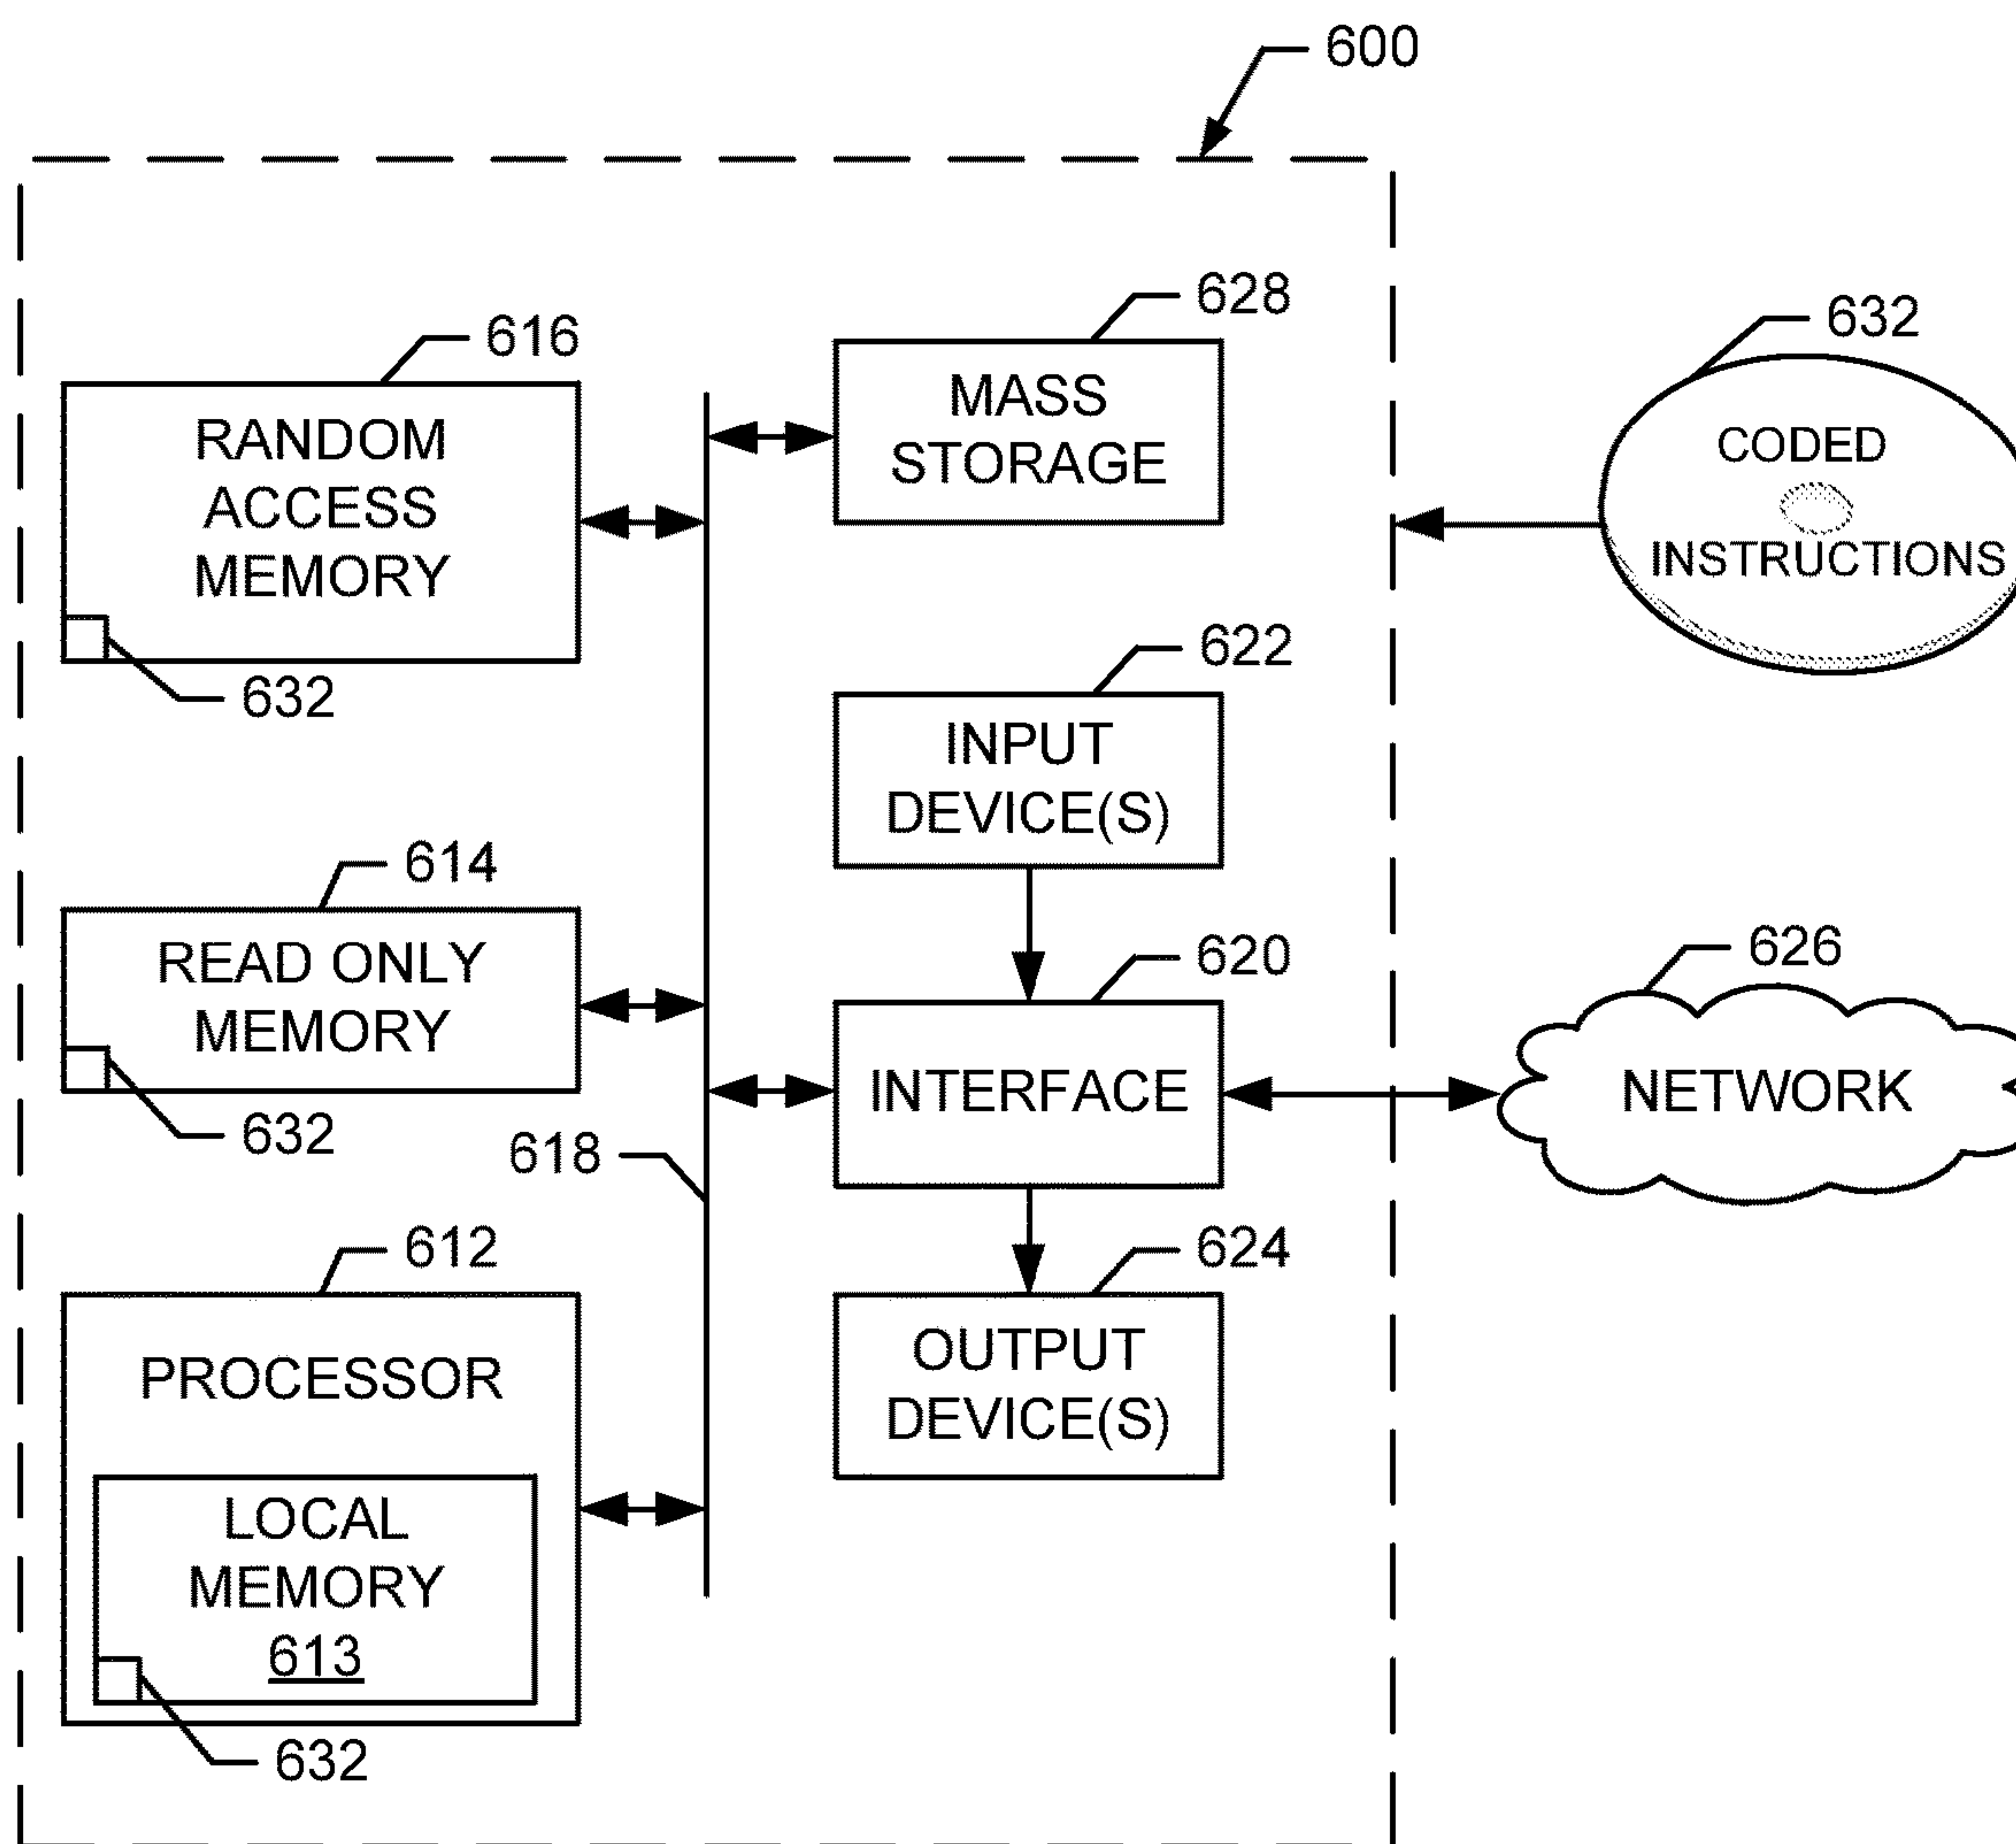 600
628
MASS
STORAGE
616
RANDOM
ACCESS
MEMORY
632
632
CODED
INSTRUCTIONS
622
INPUT
DEVICE(S)
614
READ ONLY
MEMORY
632
620
INTERFACE
626
NETWORK
618
612
PROCESSOR
LOCAL
MEMORY
613
632
624
OUTPUT
DEVICE(S)